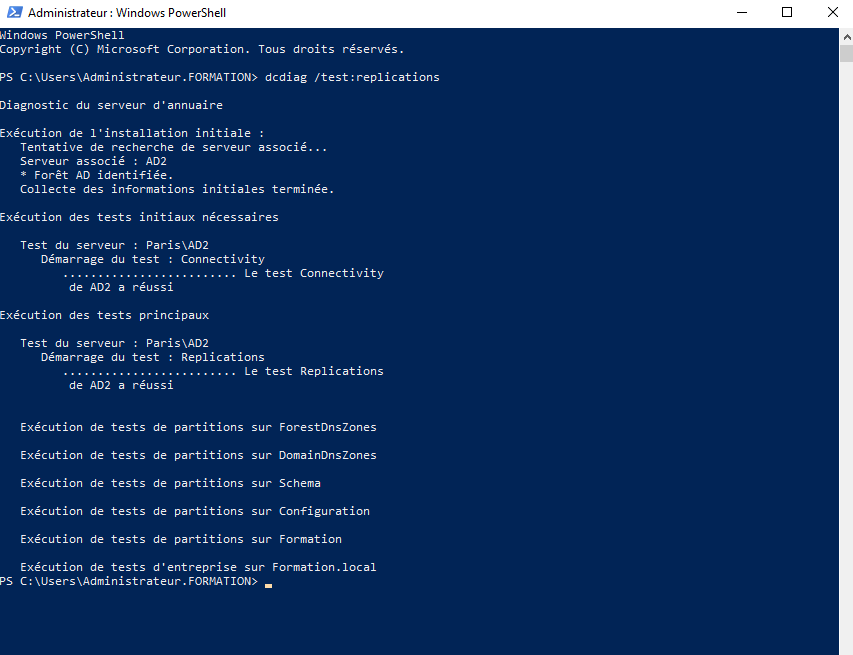 Administrateur : Windows PowerShell
Windows PowerShell
Copyright (C) Microsoft Corporation. Tous droits réservés.
PS C:\Users\Administrateur.FORMATION> dcdiag /test:replications
Diagnostic du serveur d'annuaire
Exécution de l'installation initiale :
Tentative de recherche de serveur associé...
Serveur associé : AD2
* Forêt AD identifiée.
Collecte des informations initiales terminée.
Exécution des tests initiaux nécessaires
Test du serveur : Paris\AD2
Démarrage du test : Connectivity
......................... Le test Connectivity
de AD2 a réussi
Exécution des tests principaux
Test du serveur : Paris\AD2
Démarrage du test : Replications
......................... Le test Replications
de AD2 a réussi
Exécution de tests de partitions sur ForestDnsZones
Exécution de tests de partitions sur DomainDnsZones
Exécution de tests de partitions sur Schema
Exécution de tests de partitions sur Configuration
Exécution de tests de partitions sur Formation
Exécution de tests d'entreprise sur Formation.local
PS C:\Users\Administrateur.FORMATION>